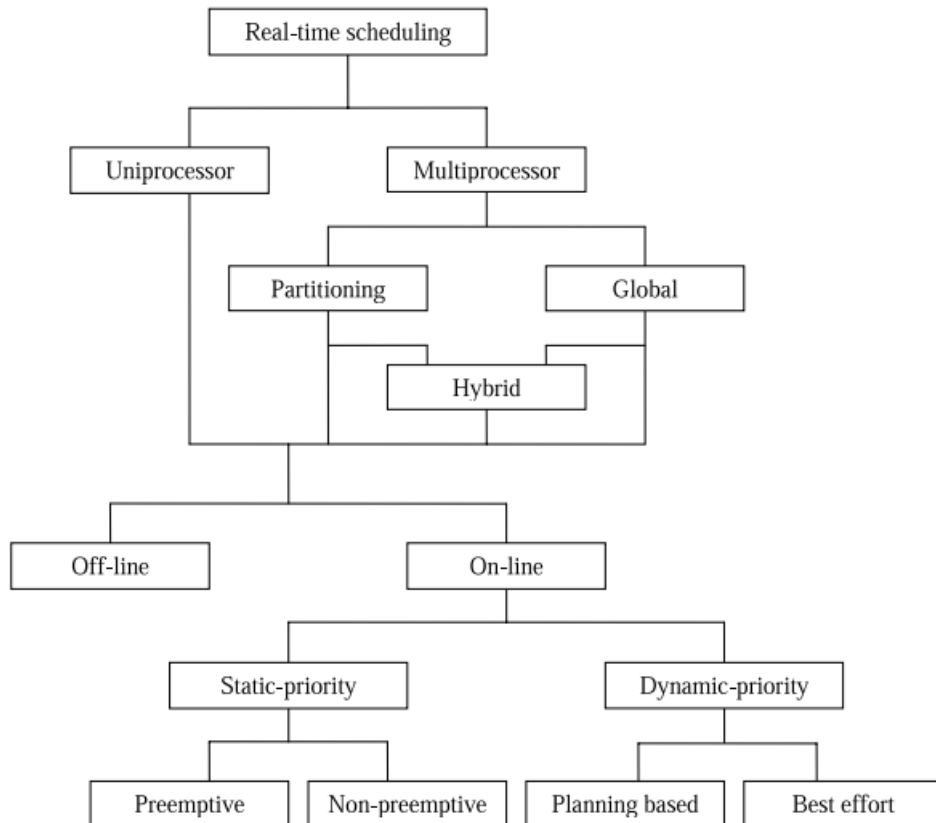 Real-time scheduling
Uniprocessor
Multiprocessor
Partitioning
Global
Hybrid
Off-line
On-line
Static-priority
Dynamic-priority
Preemptive
Non-preemptive
Planning based
Best effort